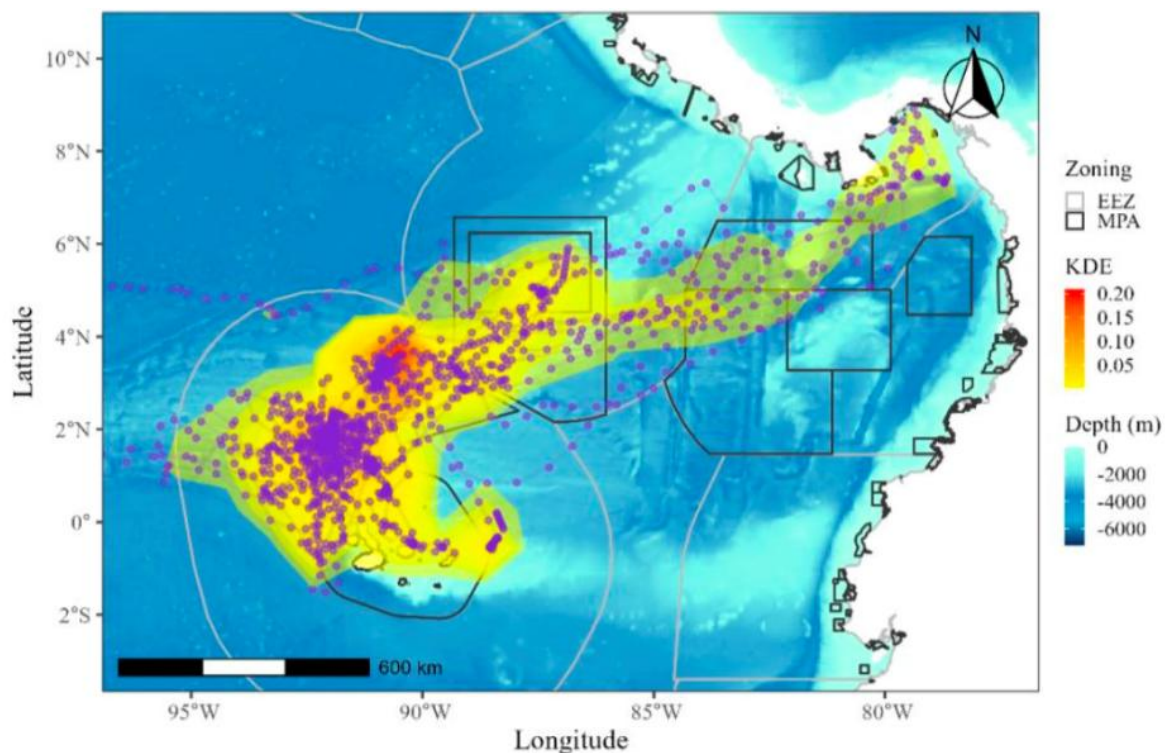 N
10°N
8°N
6°N
4°N
2°N
0°
2°S
Latitude
95°W
90°W
85°W
80°W
Longitude
600 km
Zoning
EEZ
MPA
KDE
0.20
0.15
0.10
0.05
Depth (m)
0
-2000
-4000
-6000